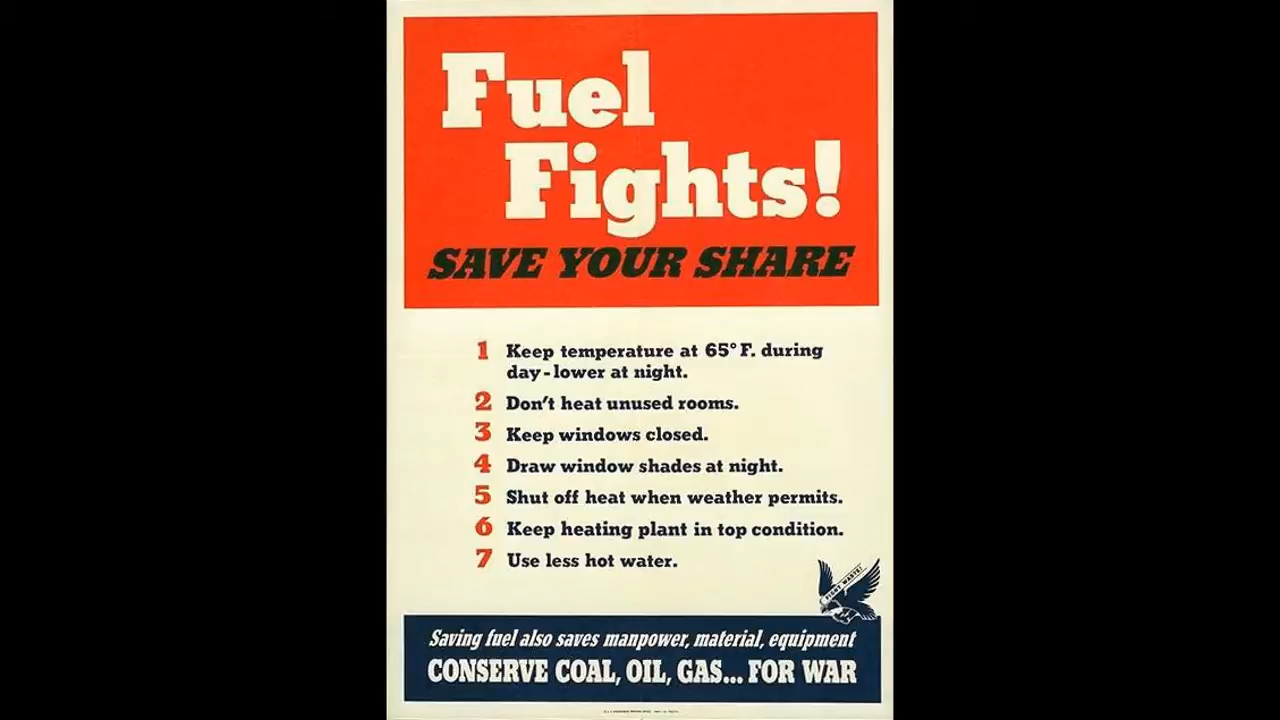 Fuel
Fights!
SAVE YOUR SHARE
1 Keep temperature at 65° F. during
day - lower at night.
2 Don't heat unused rooms.
3 Keep windows closed.
4 Draw window shades at night.
5 Shut off heat when weather permits.
6 Keep heating plant in top condition.
7 Use less hot water.
FIGHT WASTE!
Saving fuel also saves manpower, material, equipment
CONSERVE COAL, OIL, GAS... FOR WAR